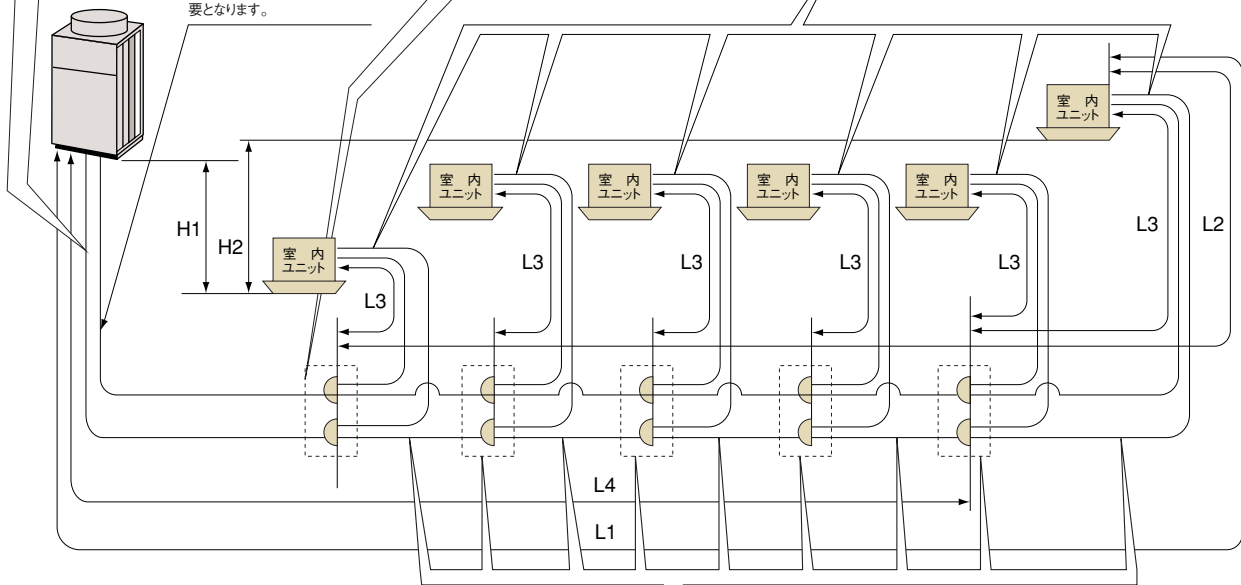 要となります。
室 内
ユニット
室 内
ユニット
室 内
ユニット
室 内
ユニット
室 内
ユニット
室 内
ユニット
H1
H2
L3
L3
L3
L3
L3
L3
L2
L4
L1